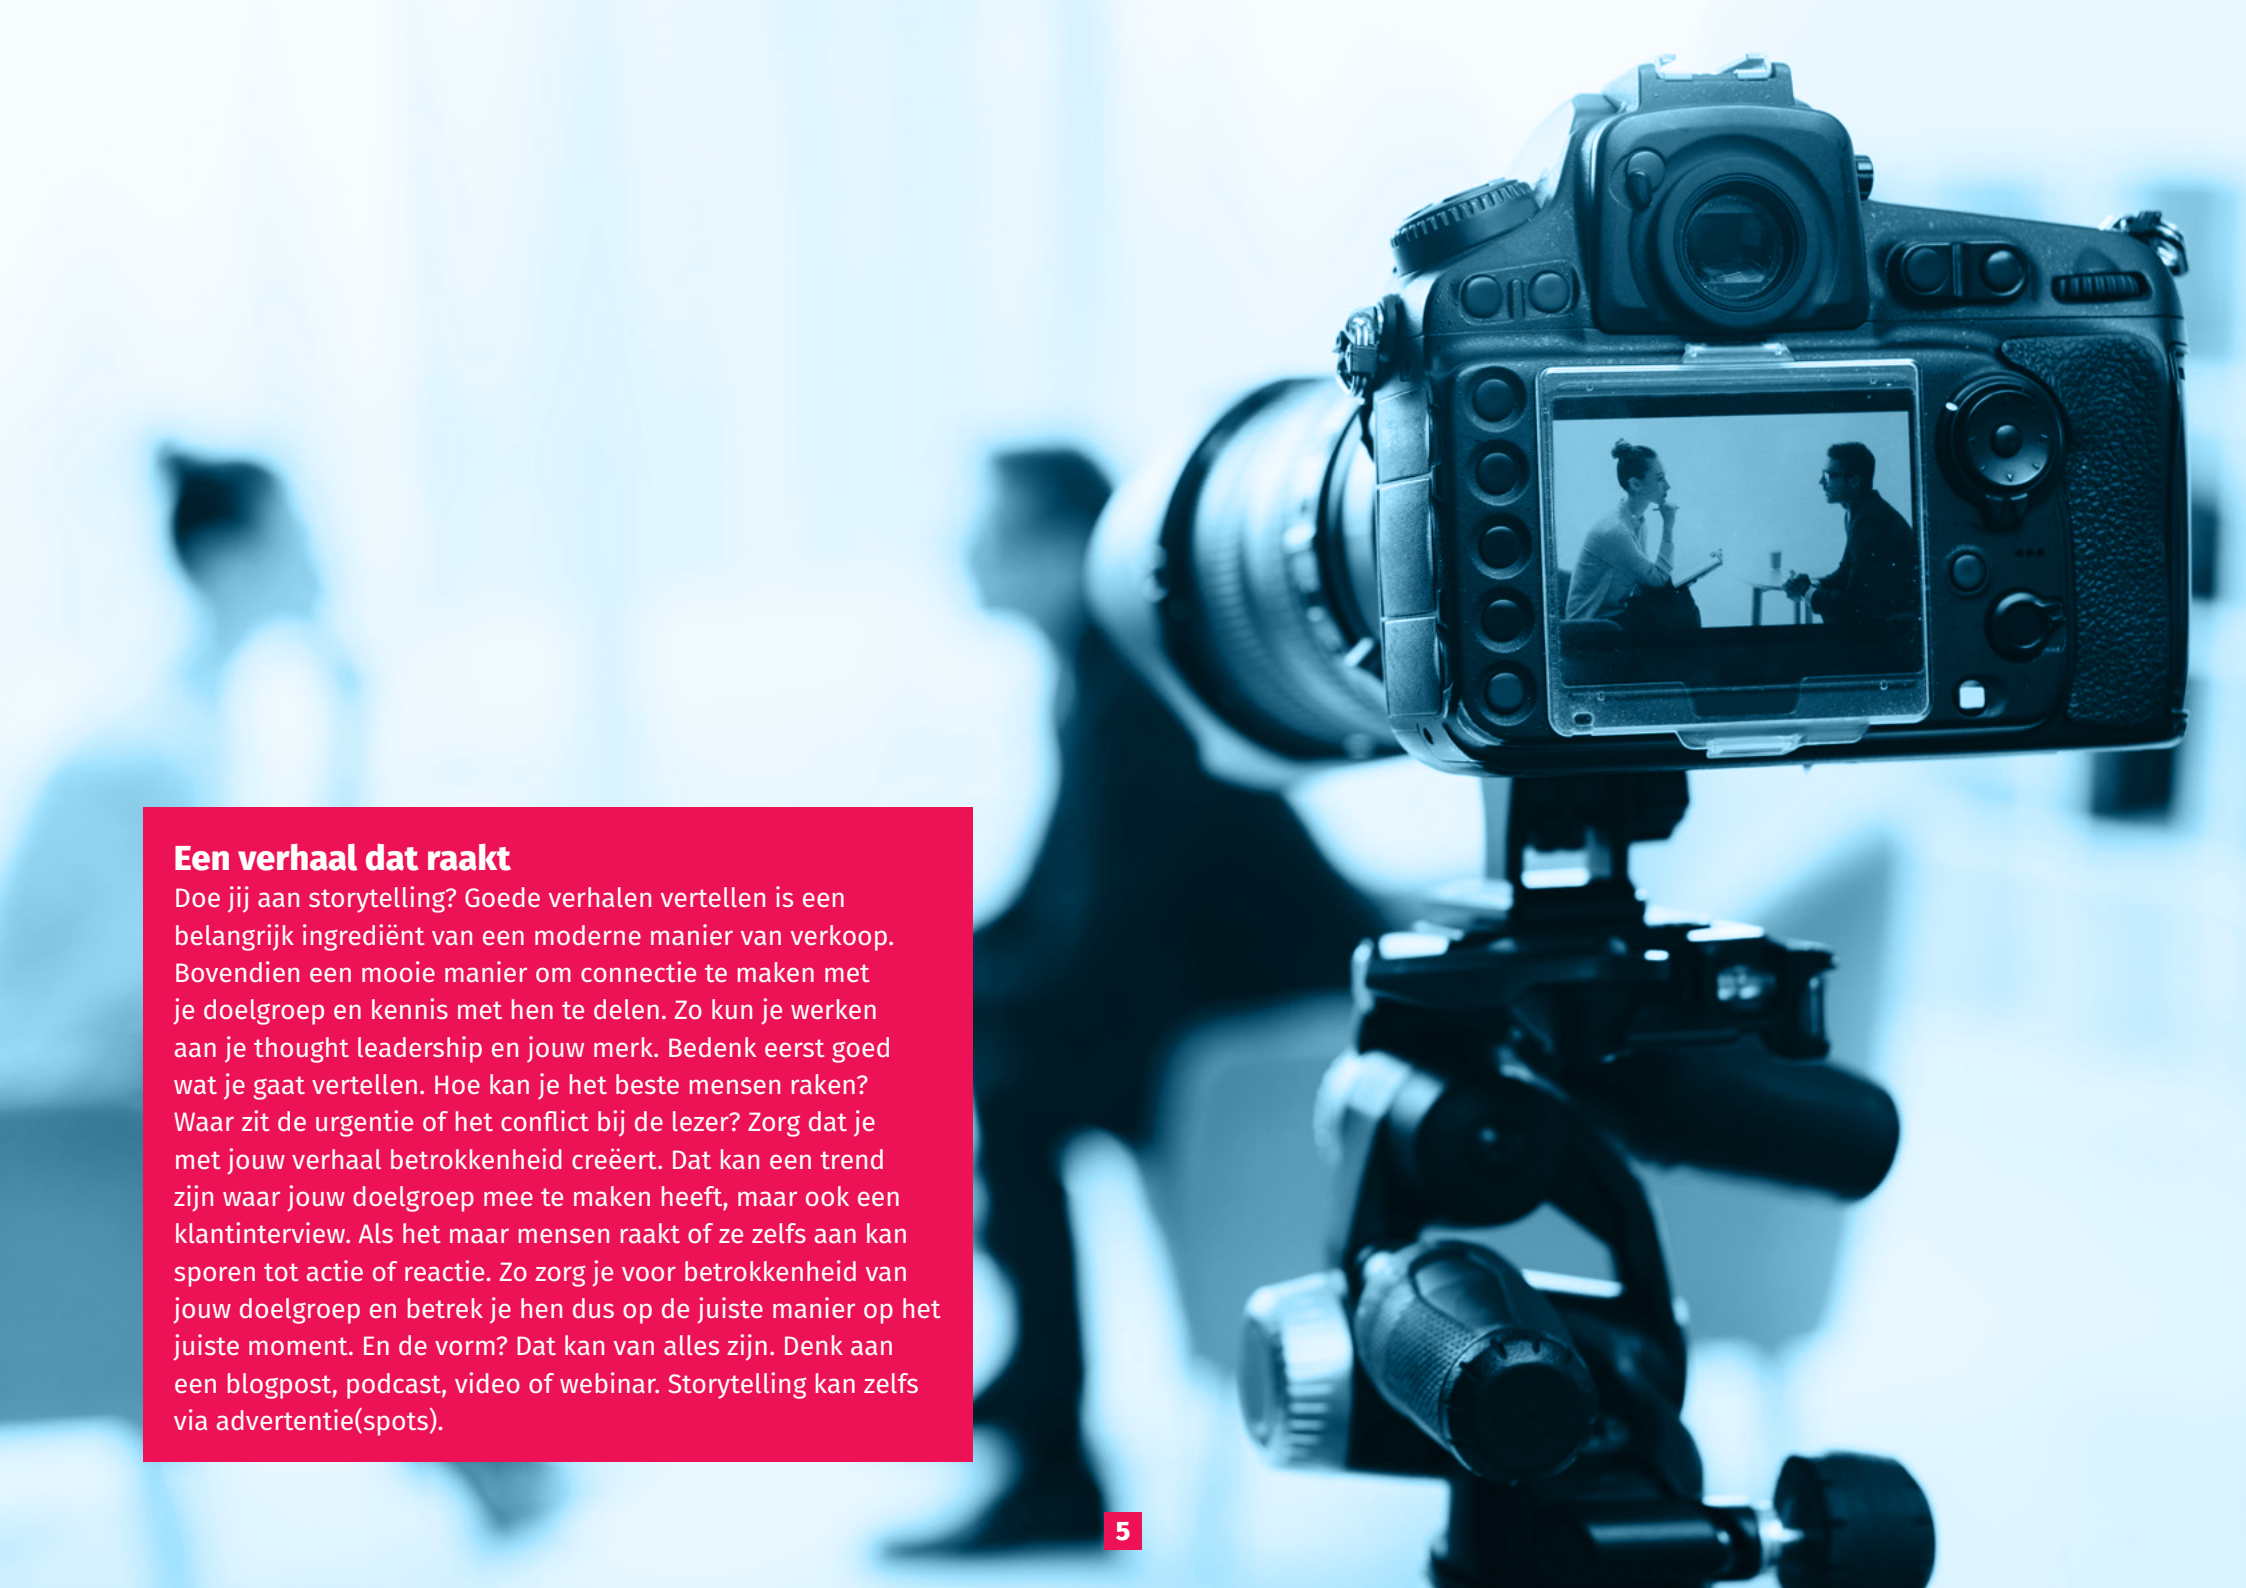 Een verhaal dat raakt
Doe jij aan storytelling? Goede verhalen vertellen is een
belangrijk ingrediënt van een moderne manier van verkoop.
Bovendien een mooie manier om connectie te maken met
je doelgroep en kennis met hen te delen. Zo kun je werken
aan je thought leadership en jouw merk. Bedenk eerst goed
wat je gaat vertellen. Hoe kan je het beste mensen raken?
Waar zit de urgentie of het conflict bij de lezer? Zorg dat je
met jouw verhaal betrokkenheid creëert. Dat kan een trend
zijn waar jouw doelgroep mee te maken heeft, maar ook een
klantinterview. Als het maar mensen raakt of ze zelfs aan kan
sporen tot actie of reactie. Zo zorg je voor betrokkenheid van
jouw doelgroep en betrek je hen dus op de juiste manier op het
juiste moment. En de vorm? Dat kan van alles zijn. Denk aan
een blogpost, podcast, video of webinar. Storytelling kan zelfs
via advertentie(spots).
5